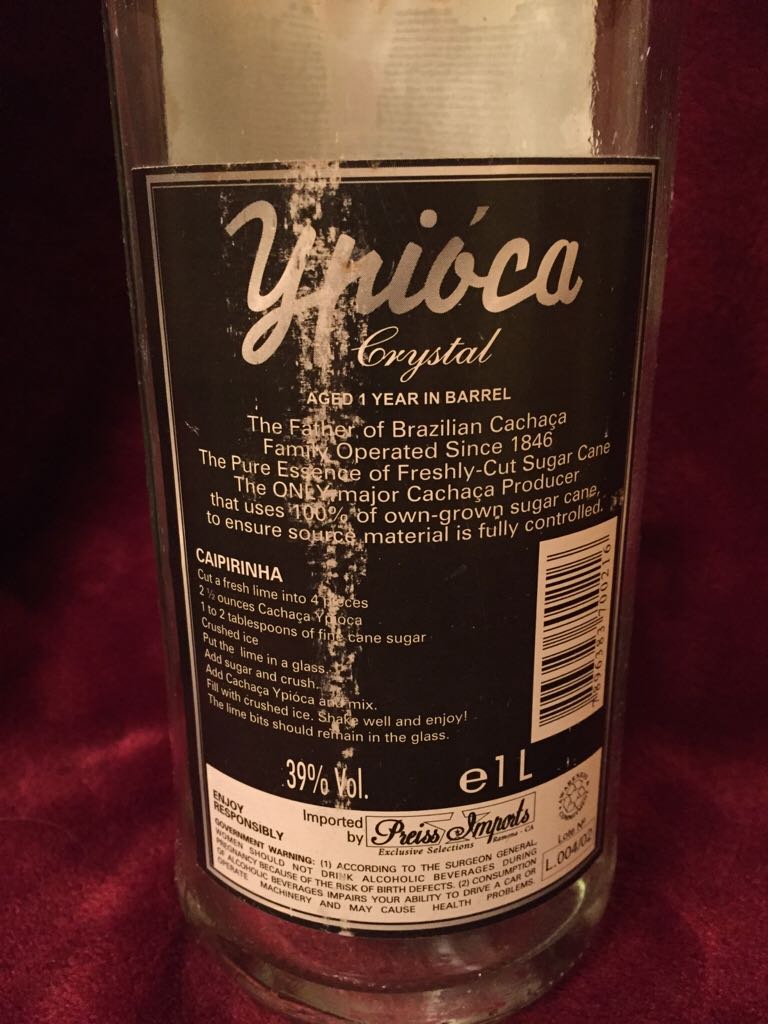 Ypióca
Crystal
AGED 1 YEAR IN BARREL
The Father of Brazilian Cachaça
Family Operated Since 1846
The Pure Essence of Freshly-Cut Sugar Cane
The ONLY major Cachaça Producer
that uses 100% of own-grown sugar cane,
to ensure source material is fully controlled.
CAIPIRINHA
Cut a fresh lime into 4 pieces
2 ½ ounces Cachaça Ypióca
1 to 2 tablespoons of fine cane sugar
Crushed ice
Put the lime in a glass.
Add sugar and crush.
Add Cachaça Ypióca and mix.
Fill with crushed ice. Shake well and enjoy!
The lime bits should remain in the glass.
39% Vol.
e1L
ENJOY
RESPONSIBLY
Imported
by
Preiss Imports
Exclusive Selections
Ramona - CA
Lote Nº
L.004/02
GOVERNMENT WARNING: (1) ACCORDING TO THE SURGEON GENERAL,
WOMEN SHOULD NOT DRINK ALCOHOLIC BEVERAGES DURING
PREGNANCY BECAUSE OF THE RISK OF BIRTH DEFECTS. (2) CONSUMPTION
OF ALCOHOLIC BEVERAGES IMPAIRS YOUR ABILITY TO DRIVE A CAR OR
OPERATE MACHINERY AND MAY CAUSE HEALTH PROBLEMS.